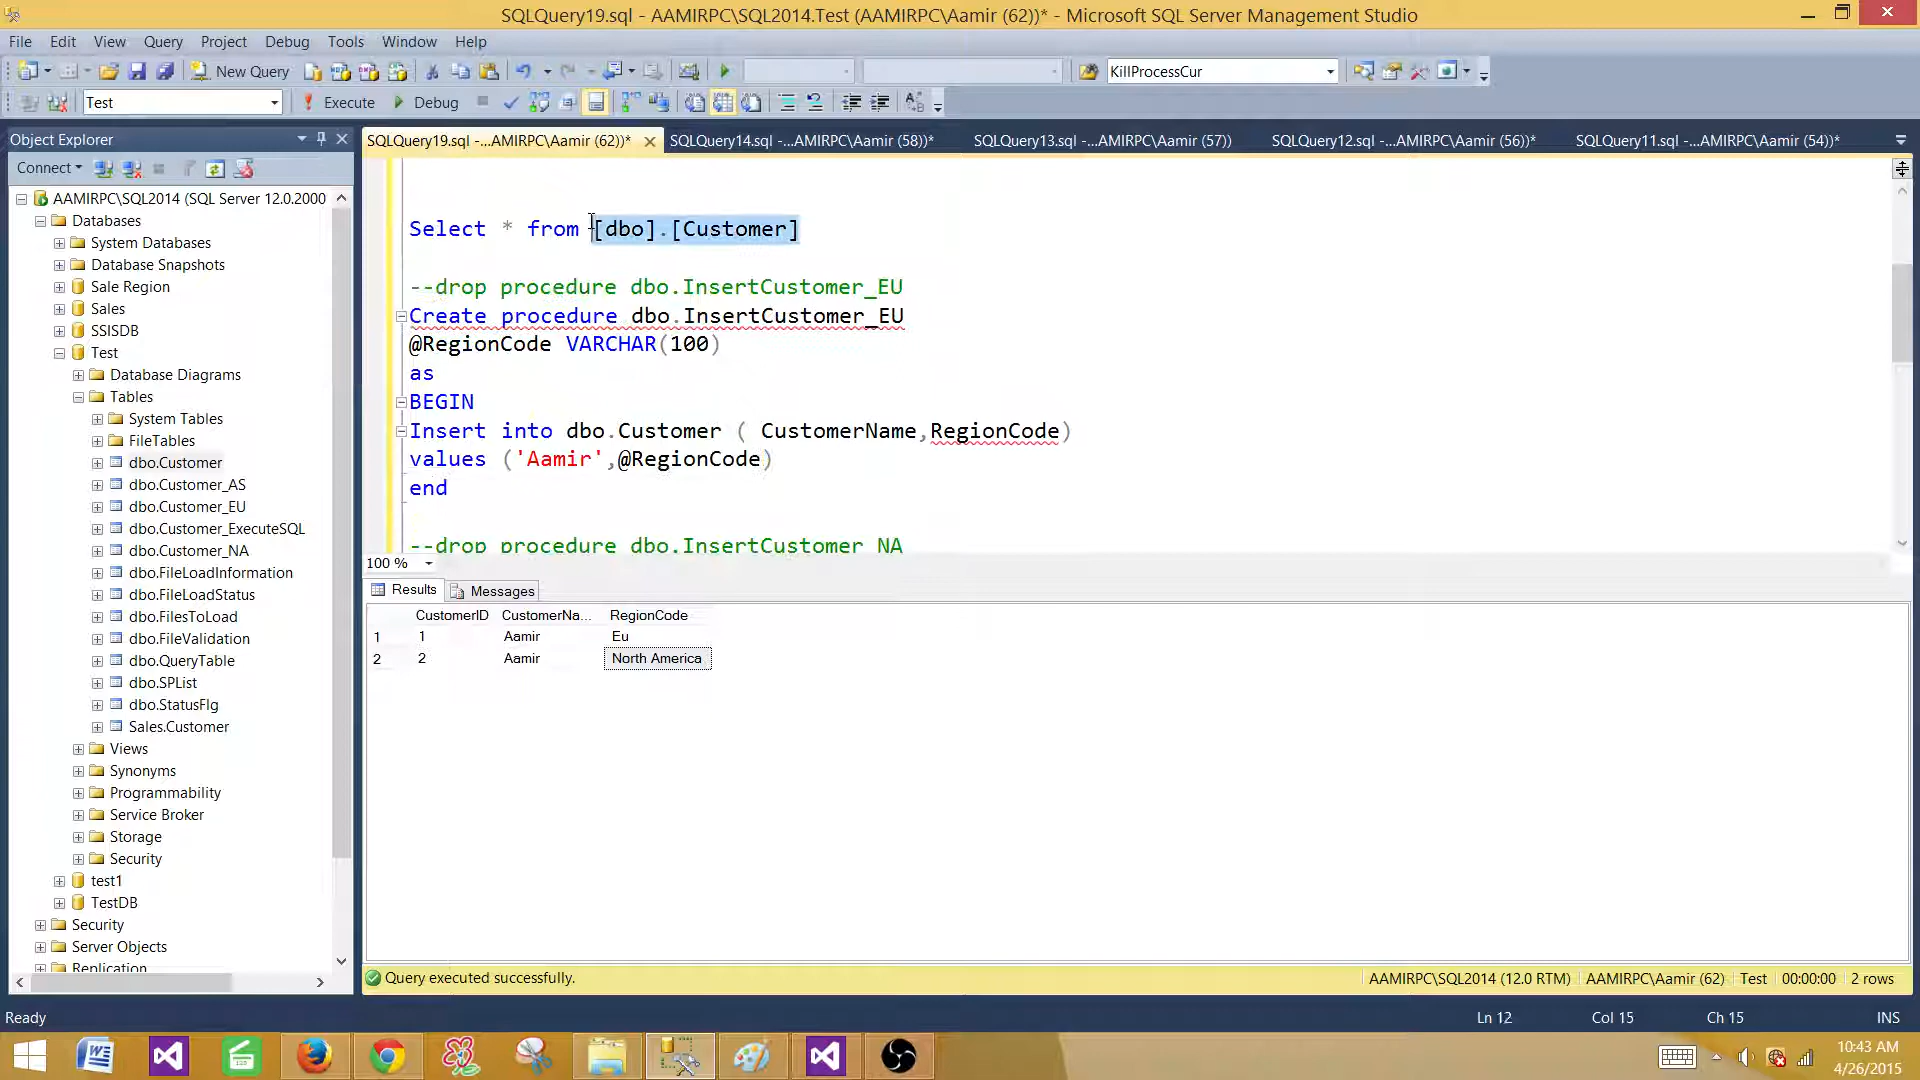 SQLQuery19.sql - AAMIRPC\SQL2014.Test (AAMIRPC\Aamir (62))* - Microsoft SQL Server Management Studio
File Edit View Query Project Debug Tools Window Help
New Query KillProcessCur
Test Execute Debug
Object Explorer
SQLQuery19.sql -...AMIRPC\Aamir (62))* SQLQuery14.sql -...AMIRPC\Aamir (58))* SQLQuery13.sql -...AMIRPC\Aamir (57)) SQLQuery12.sql -...AMIRPC\Aamir (56))* SQLQuery11.sql -...AMIRPC\Aamir (54))*
Connect
AAMIRPC\SQL2014 (SQL Server 12.0.2000
Databases
System Databases
Database Snapshots
Sale Region
Sales
SSISDB
Test
Database Diagrams
Tables
System Tables
FileTables
dbo.Customer
dbo.Customer_AS
dbo.Customer_EU
dbo.Customer_ExecuteSQL
dbo.Customer_NA
dbo.FileLoadInformation
dbo.FileLoadStatus
dbo.FilesToLoad
dbo.FileValidation
dbo.QueryTable
dbo.SPList
dbo.StatusFlg
Sales.Customer
Views
Synonyms
Programmability
Service Broker
Storage
Security
test1
TestDB
Security
Server Objects
Replication
Select * from [dbo].[Customer]
--drop procedure dbo.InsertCustomer_EU
Create procedure dbo.InsertCustomer_EU
@RegionCode VARCHAR(100)
as
BEGIN
Insert into dbo.Customer ( CustomerName,RegionCode)
values ('Aamir',@RegionCode)
end
--drop procedure dbo.InsertCustomer NA
100 %
Results Messages
CustomerID CustomerNa... RegionCode
1 1 Aamir Eu
2 2 Aamir North America
Query executed successfully. AAMIRPC\SQL2014 (12.0 RTM) AAMIRPC\Aamir (62) Test 00:00:00 2 rows
Ready Ln 12 Col 15 Ch 15 INS
10:43 AM
4/26/2015